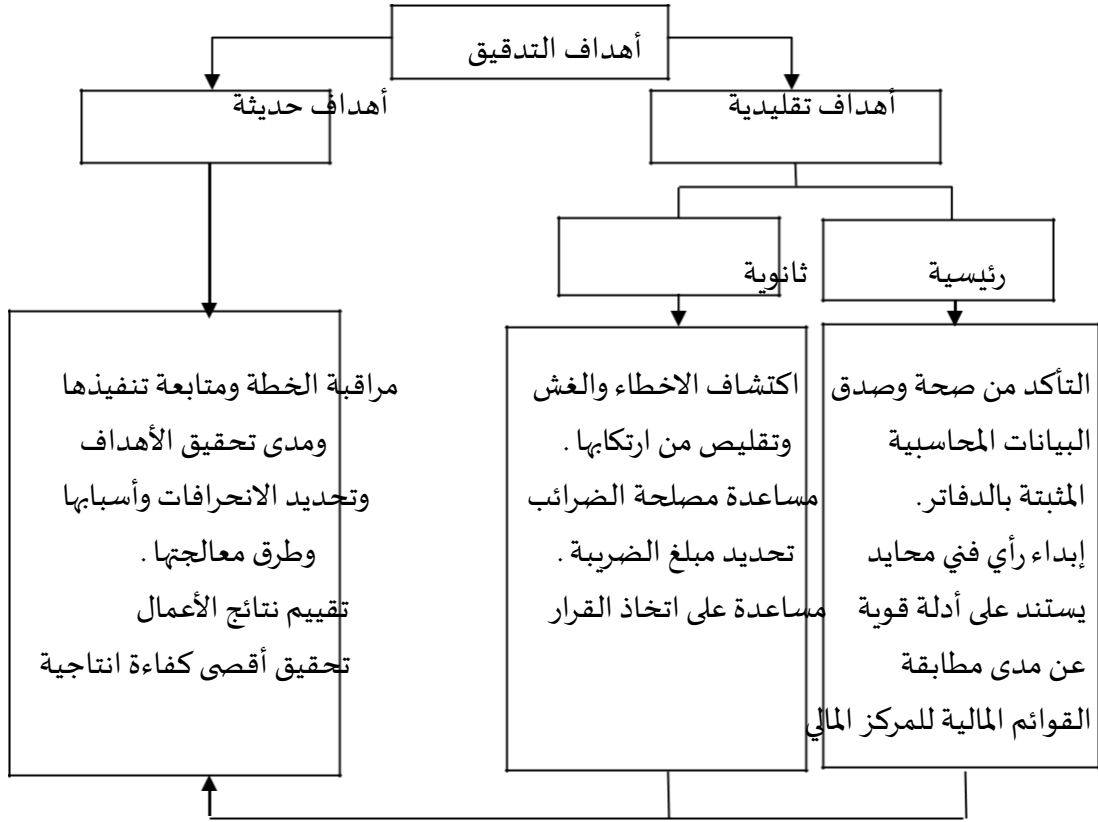 أهداف التدقيق
أهداف تقليدية
أهداف حديثة
رئيسية
ثانوية
التأكد من صحة وصدق
البيانات المحاسبية
المثبتة بالدفاتر.
إبداء رأي فني محايد
يستند على أدلة قوية
عن مدى مطابقة
القوائم المالية للمركز المالي
اكتشاف الاخطاء والغش
وتقليص من ارتكابها .
مساعدة مصلحة الضرائب
تحديد مبلغ الضريبة .
مساعدة على اتخاذ القرار
مراقبة الخطة ومتابعة تنفيذها
ومدى تحقيق الأهداف
وتحديد الانحرافات وأسبابها
وطرق معالجتها .
تقييم نتائج الأعمال
تحقيق أقصى كفاءة انتاجية